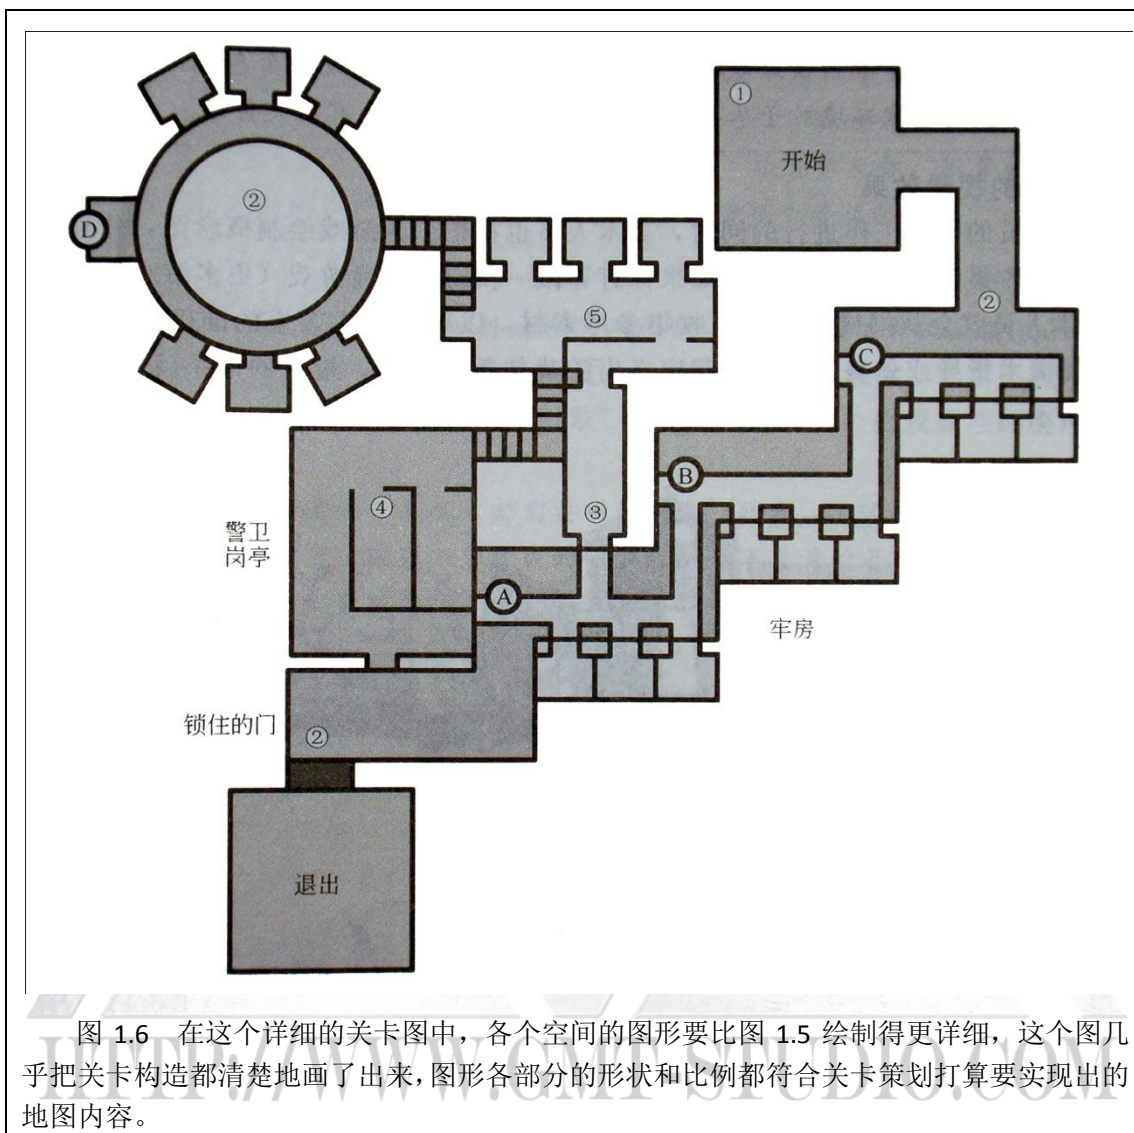 ①
开始
②
D
②
⑤
C
B
④
③
警卫
岗亭
A
牢房
锁住的门
②
退出
图 1.6 在这个详细的关卡图中，各个空间的图形要比图 1.5 绘制得更详细，这个图几
乎把关卡构造都清楚地画了出来，图形各部分的形状和比例都符合关卡策划打算要实现出的
地图内容。
HTTP://WWW.GMT-STUDIO.COM